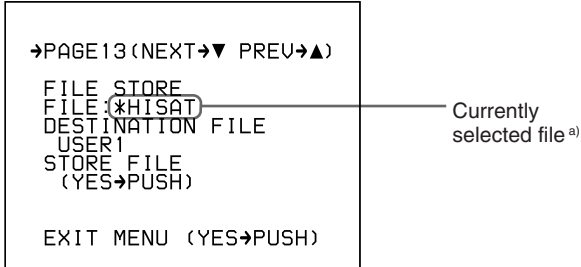 →PAGE13(NEXT→▼ PREV→▲)
FILE STORE
FILE:*HISAT
DESTINATION FILE
USER1
STORE FILE
(YES→PUSH)
EXIT MENU (YES→PUSH)
Currently
selected file a)